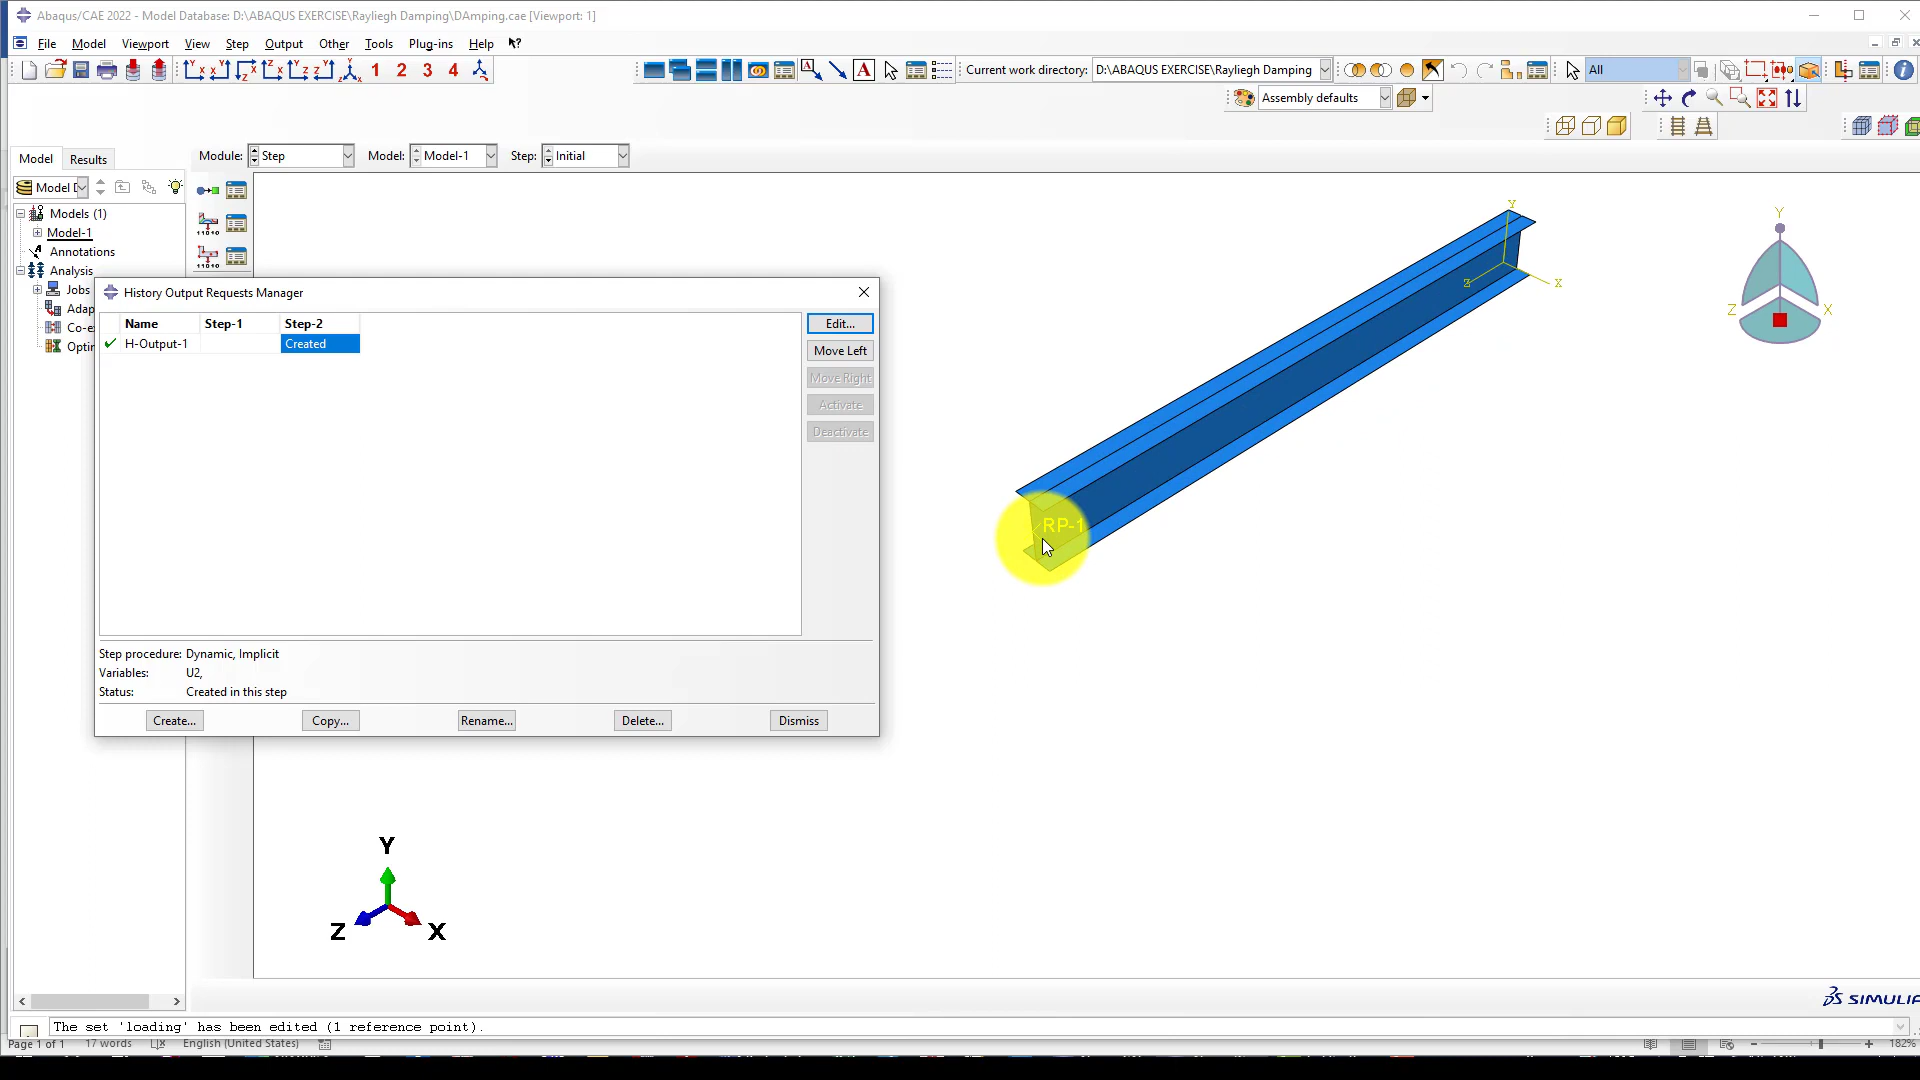 Abaqus/CAE 2022 - Model Database: D:\ABAQUS EXERCISE\Rayliegh Damping\DAmping.cae [Viewport: 1]
File Model Viewport View Step Output Other Tools Plug-ins Help
1 2 3 4 Current work directory: D:\ABAQUS EXERCISE\Rayliegh Damping All
Assembly defaults
Model Results Module: Step Model: Model-1 Step: Initial
Model D
Models (1)
Model-1
Annotations
Analysis
Jobs
Adap
Co-ex
Optin
History Output Requests Manager
Name Step-1 Step-2
H-Output-1 Created
Edit...
Move Left
Move Right
Activate
Deactivate
Step procedure: Dynamic, Implicit
Variables: U2,
Status: Created in this step
Create... Copy... Rename... Delete... Dismiss
Y
Z X
RP-1
Y
Z X
Y
Z X
SIMULIA
The set 'loading' has been edited (1 reference point).
Page 1 of 1 17 words English (United States) 182%